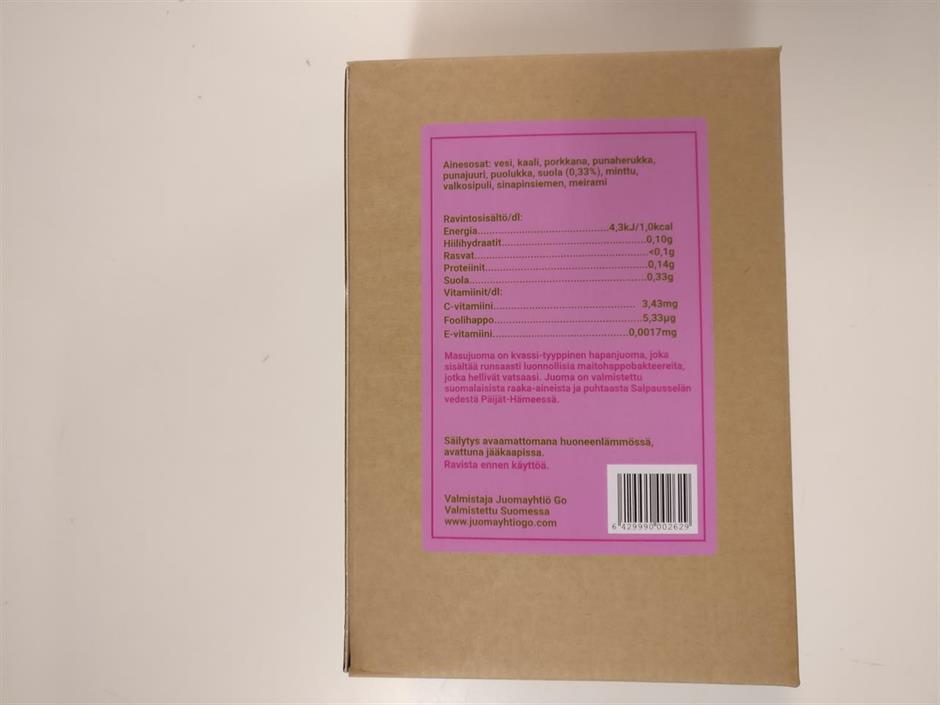 Ainesosat: vesi, kaali, porkkana, punaherukka,
punajuuri, puolukka, suola (0,33%), minttu,
valkosipuli, sinapinsiemen, meirami
Ravintosisältö/dl:
Energia....................................4,3kJ/1,0kcal
Hiilihydraatit........................................0,10g
Rasvat................................................<0,1g
Proteiinit.............................................0,14g
Suola.................................................0,33g
Vitamiinit/dl:
C-vitamiini....................................... 3,43mg
Foolihappo.........................................5,33µg
E-vitamiini.....................................0,0017mg
Masujuoma on kvassi-tyyppinen hapanjuoma, joka
sisältää runsaasti luonnollisia maitohappobakteereita,
jotka hellivät vatsaasi. Juoma on valmistettu
suomalaisista raaka-aineista ja puhtaasta Salpausselän
vedestä Päijät-Hämeessä.
Säilytys avaamattomana huoneenlämmössä,
avattuna jääkaapissa.
Ravista ennen käyttöä.
Valmistaja Juomayhtiö Go
Valmistettu Suomessa
www.juomayhtiogo.com
6 429990 002629